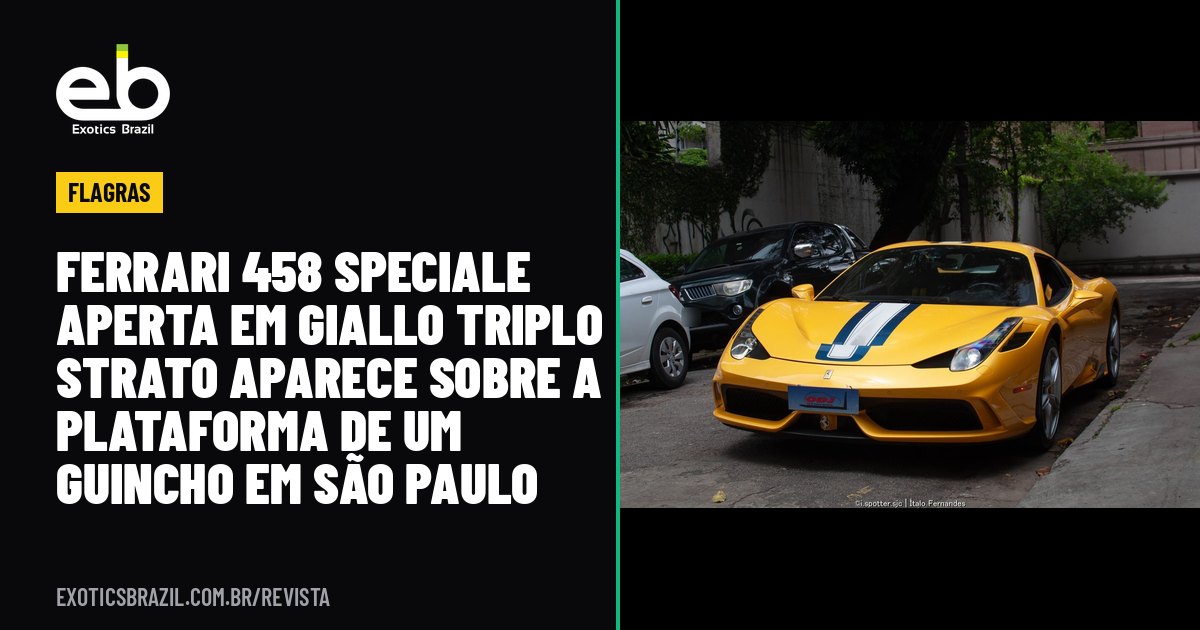 eb
Exotics Brazil
FLAGRAS
FERRARI 458 SPECIALE
APERTA EM GIALLO TRIPLO
STRATO APARECE SOBRE A
PLATAFORMA DE UM
GUINCHO EM SÃO PAULO
EXOTICSBRAZIL.COM.BR/REVISTA
©i.spotter.sjc | Ítalo Fernandes